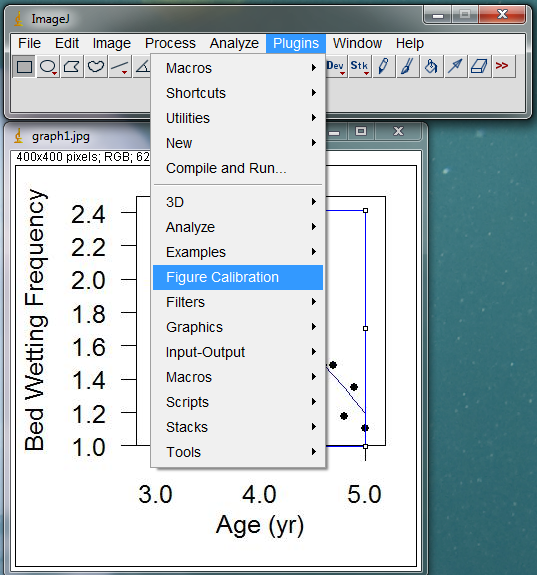 ImageJ
File Edit Image Process Analyze Plugins Window Help
Dev Stk >>
Macros
Shortcuts
Utilities
New
Compile and Run...
3D
Analyze
Examples
Figure Calibration
Filters
Graphics
Input-Output
Macros
Scripts
Stacks
Tools
graph1.jpg
400x400 pixels; RGB; 62
Bed Wetting Frequency
2.4
2.2
2.0
1.8
1.6
1.4
1.2
1.0
3.0 4.0 5.0
Age (yr)